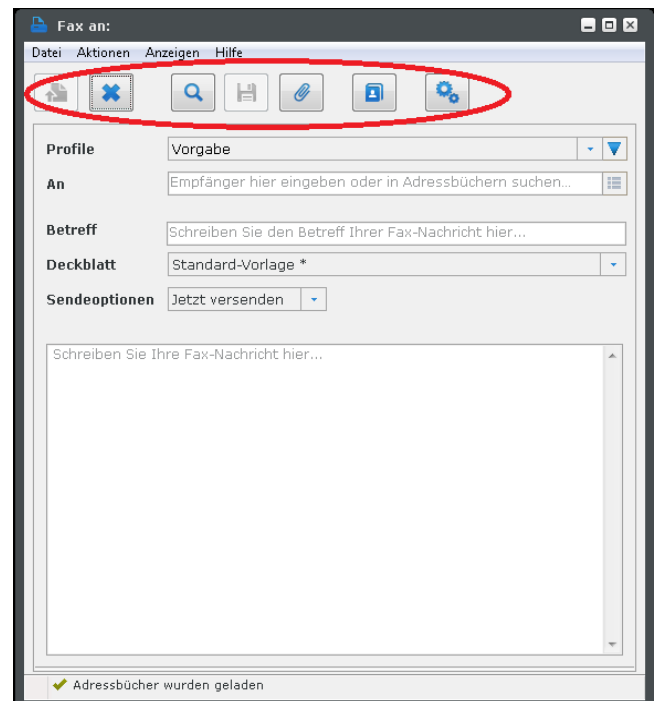 Fax an:
Datei Aktionen Anzeigen Hilfe
Profile Vorgabe
An Empfänger hier eingeben oder in Adressbüchern suchen...
Betreff Schreiben Sie den Betreff Ihrer Fax-Nachricht hier...
Deckblatt Standard-Vorlage *
Sendeoptionen Jetzt versenden
Schreiben Sie Ihre Fax-Nachricht hier...
Adressbücher wurden geladen